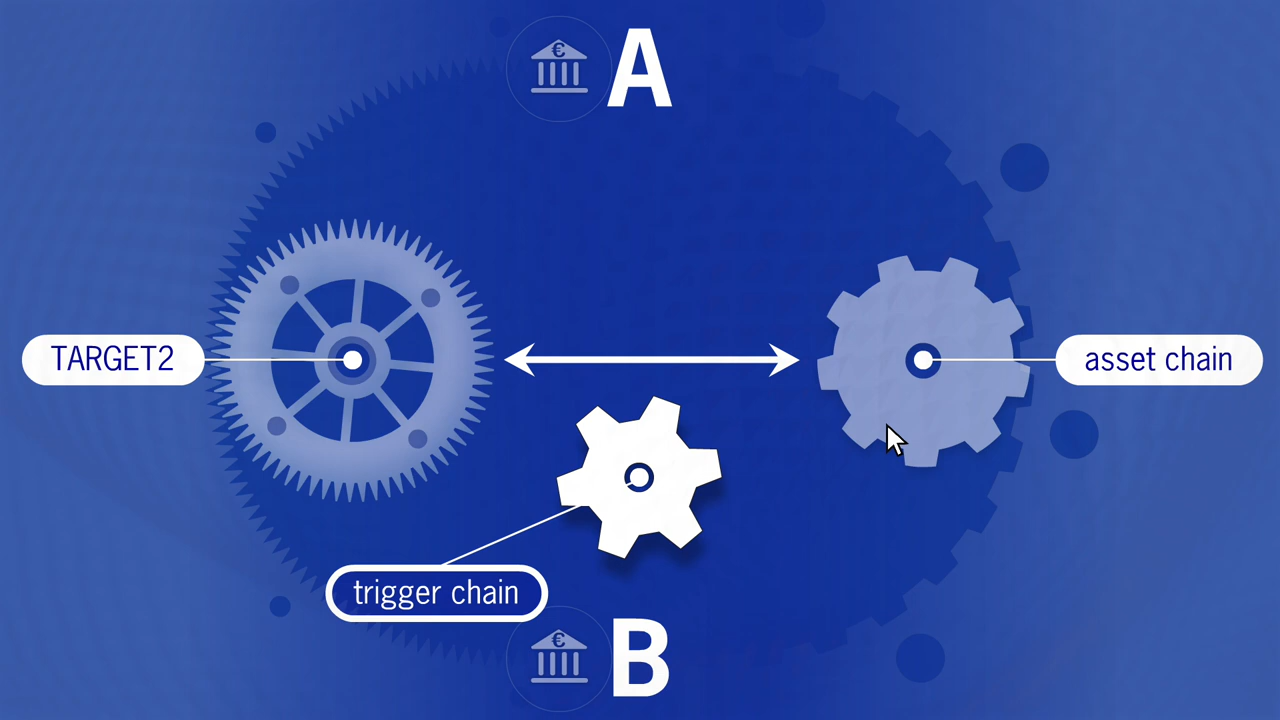 € A
TARGET2
asset chain
trigger chain
€ B